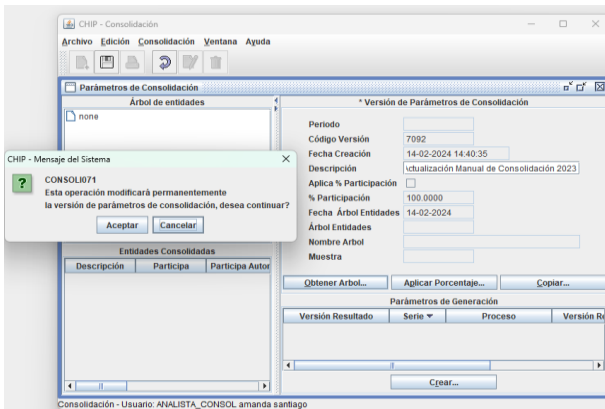 CHIP - Consolidación
Archivo Edición Consolidación Ventana Ayuda
Parámetros de Consolidación
Árbol de entidades
none
* Versión de Parámetros de Consolidación
Periodo
Código Versión 7092
Fecha Creación 14-02-2024 14:40:35
Descripción \ctualización Manual de Consolidación 2023
Aplica % Participación
% Participación 100.0000
Fecha Árbol Entidades 14-02-2024
Árbol Entidades
Nombre Arbol
Muestra
CHIP - Mensaje del Sistema
CONSOLI071
Esta operación modificará permanentemente
la versión de parámetros de consolidación, desea continuar?
Aceptar Cancelar
Entidades Consolidadas
Descripción Participa Participa Autor
Obtener Arbol... Aplicar Porcentaje... Copiar...
Parámetros de Generación
Versión Resultado Serie Proceso Versión Re
Crear...
Consolidación - Usuario: ANALISTA_CONSOL amanda santiago